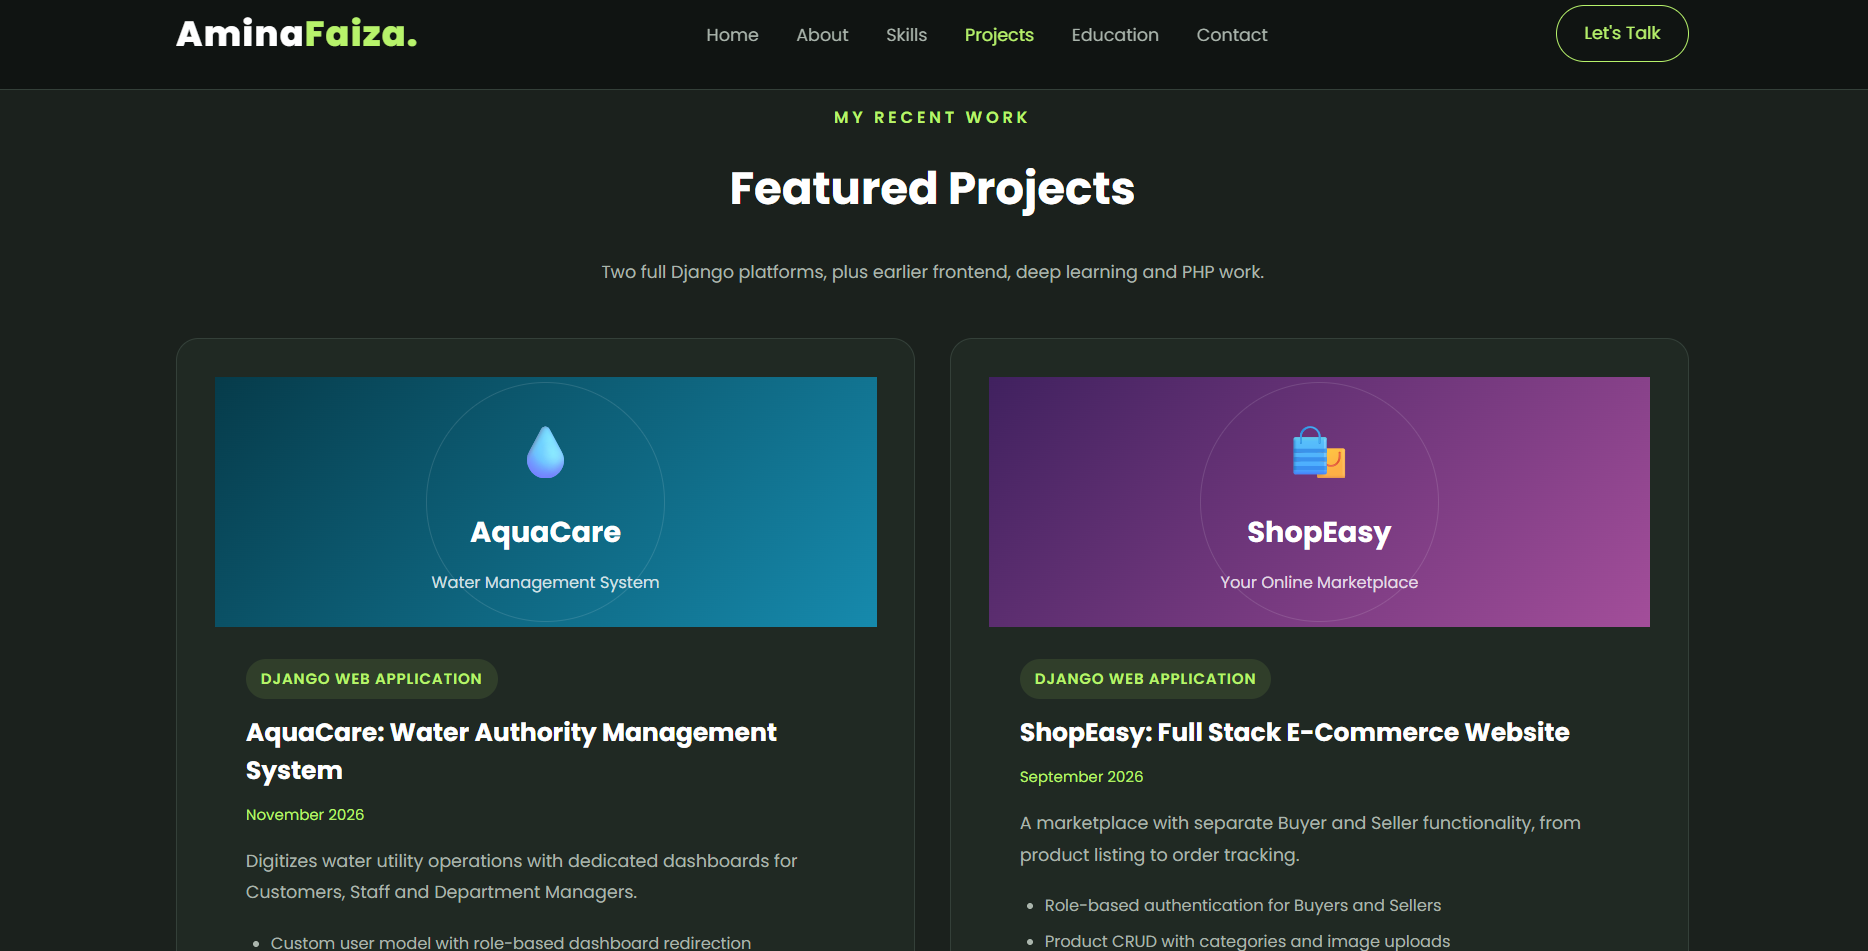 AminaFaiza.
Home About Skills Projects Education Contact
Let's Talk
MY RECENT WORK
Featured Projects
Two full Django platforms, plus earlier frontend, deep learning and PHP work.
AquaCare
Water Management System
DJANGO WEB APPLICATION
AquaCare: Water Authority Management
System
November 2026
Digitizes water utility operations with dedicated dashboards for
Customers, Staff and Department Managers.
• Custom user model with role-based dashboard redirection
ShopEasy
Your Online Marketplace
DJANGO WEB APPLICATION
ShopEasy: Full Stack E-Commerce Website
September 2026
A marketplace with separate Buyer and Seller functionality, from
product listing to order tracking.
• Role-based authentication for Buyers and Sellers
• Product CRUD with categories and image uploads